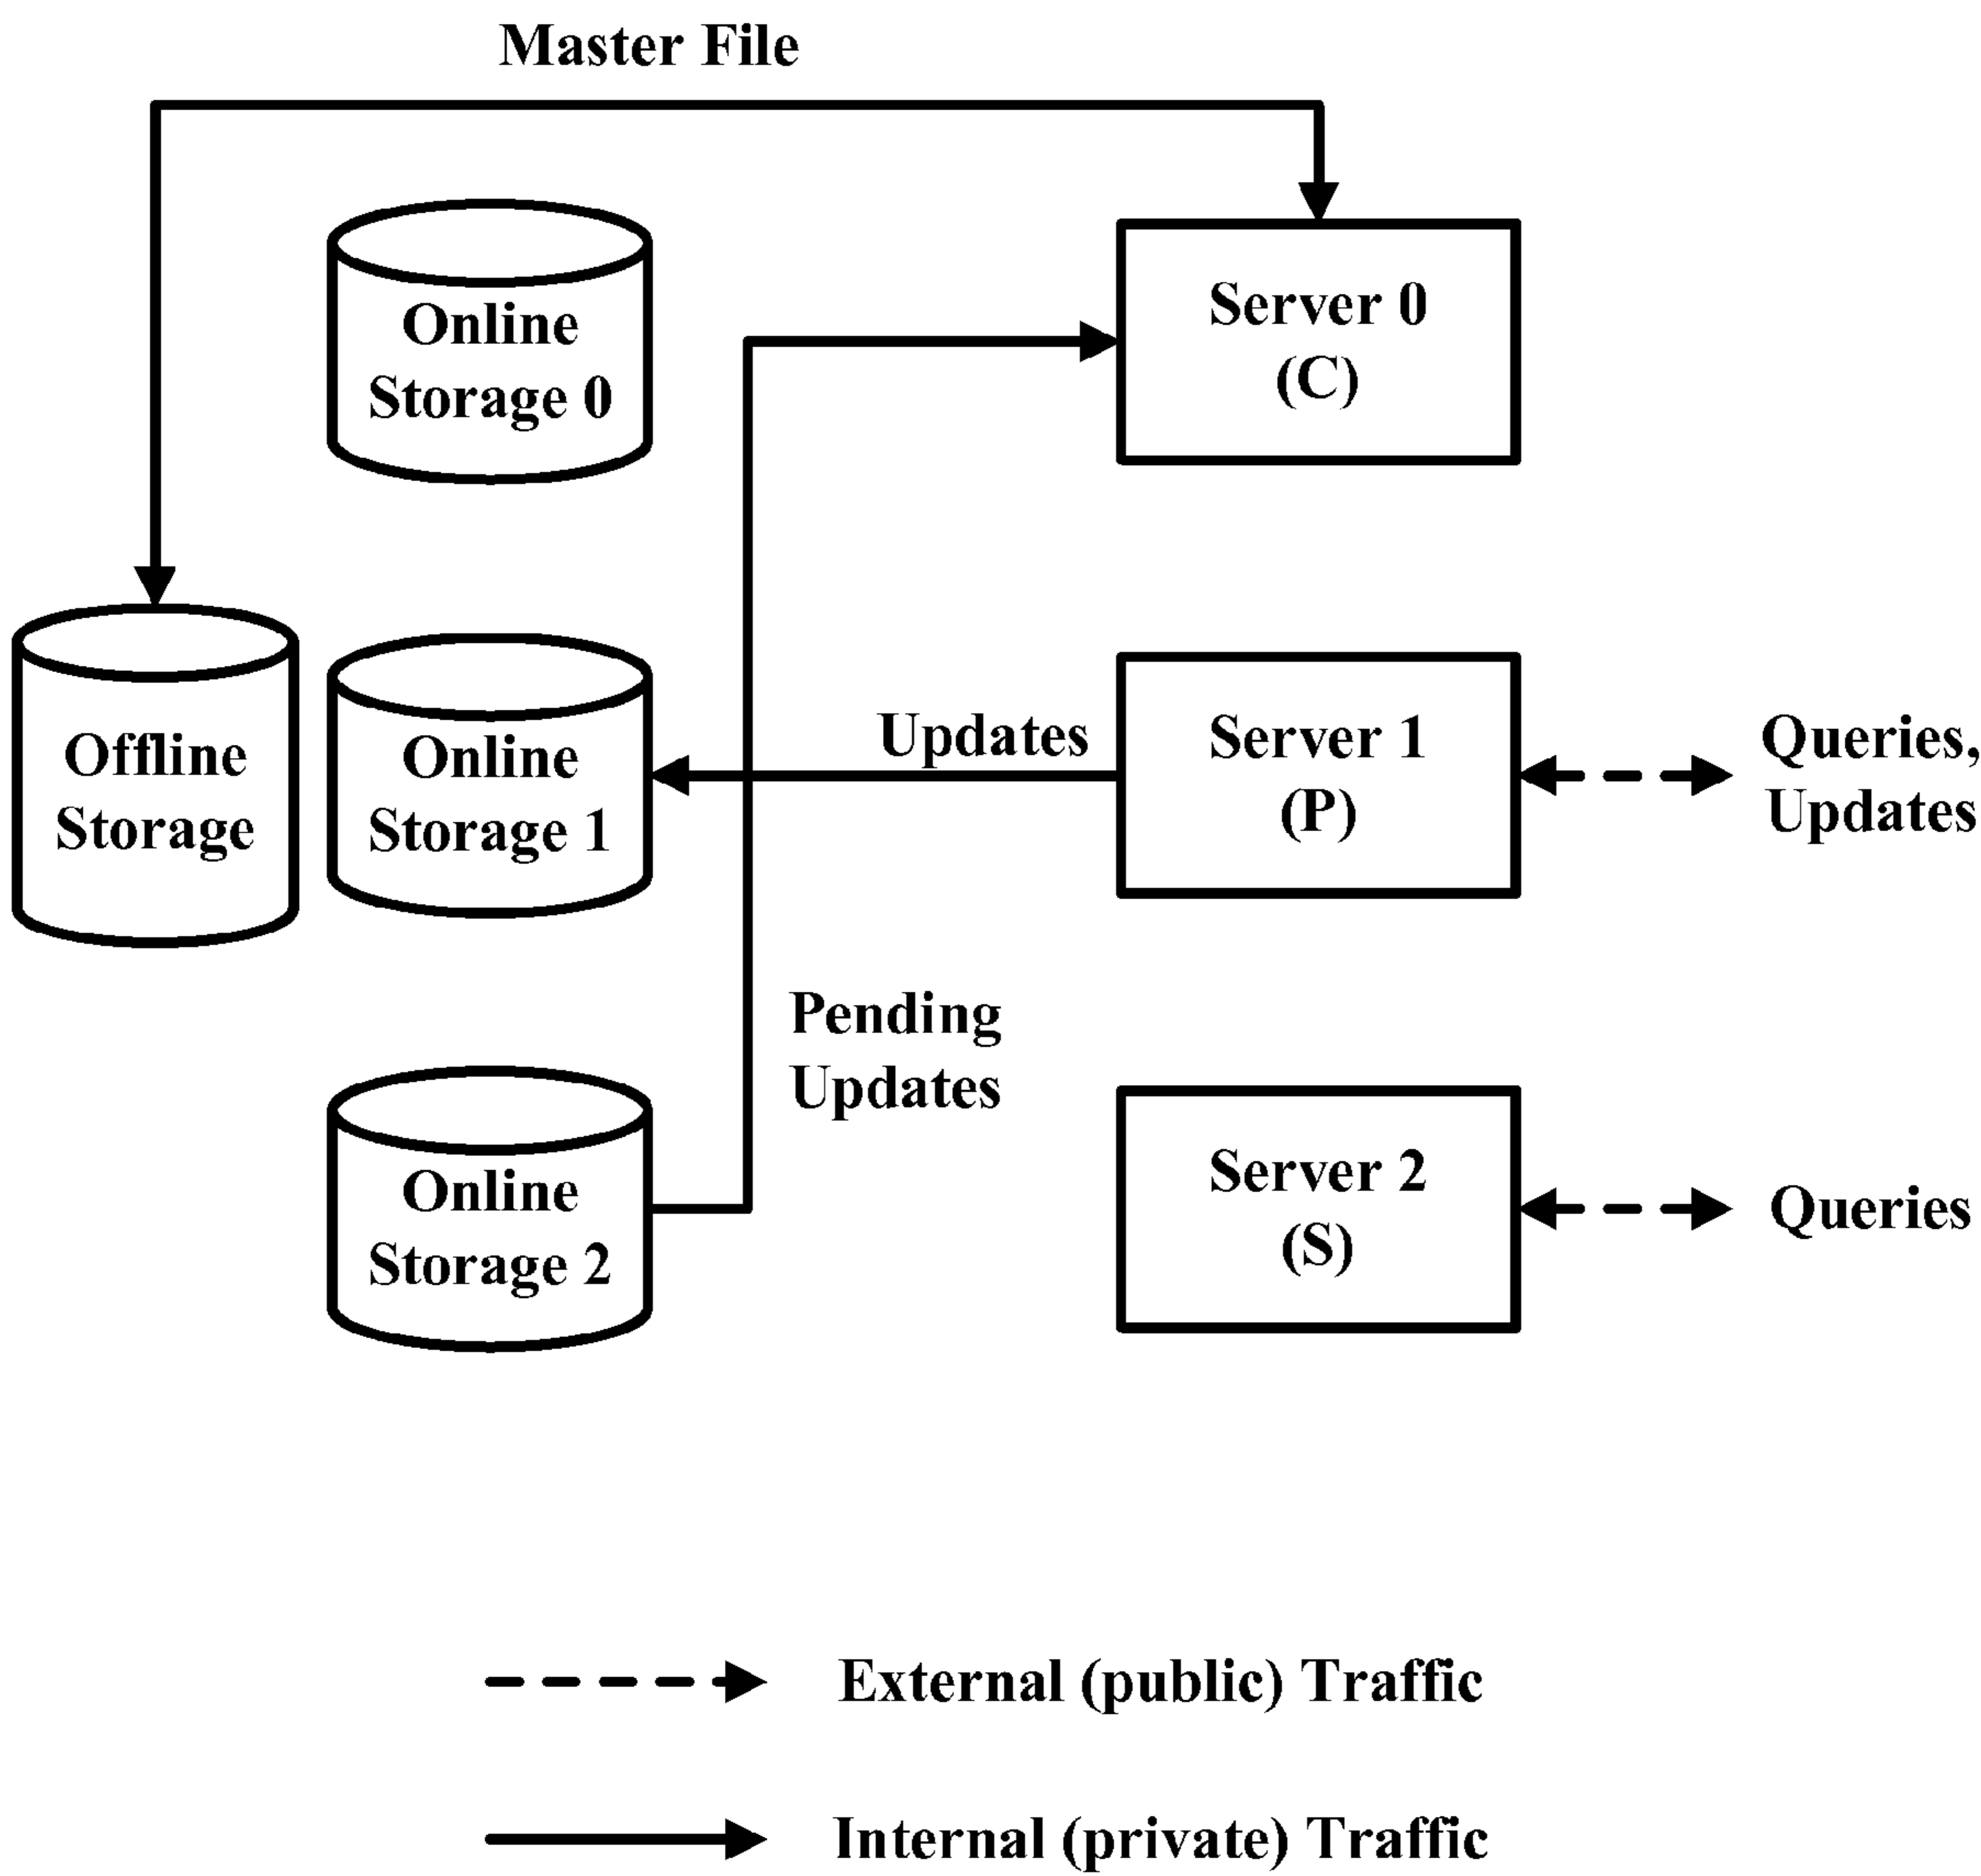 Master File
Online
Storage 0
Server 0
(C)
Offline
Storage
Online
Storage 1
Updates
Server 1
(P)
Queries,
Updates
Pending
Updates
Online
Storage 2
Server 2
(S)
Queries
External (public) Traffic
Internal (private) Traffic